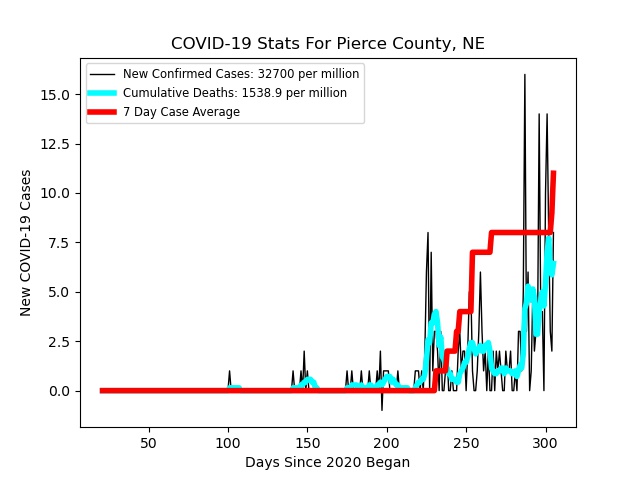 COVID-19 Stats For Pierce County, NE
New Confirmed Cases: 32700 per million
Cumulative Deaths: 1538.9 per million
7 Day Case Average
New COVID-19 Cases
15.0
12.5
10.0
7.5
5.0
2.5
0.0
50 100 150 200 250 300
Days Since 2020 Began